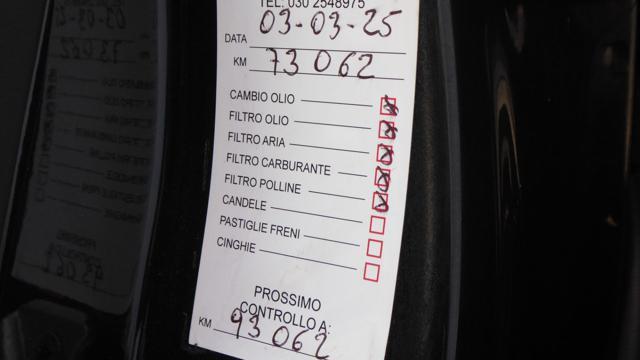 TEL. 030 2548975
DATA 03-03-25
KM 73062
CAMBIO OLIO
FILTRO OLIO
FILTRO ARIA
FILTRO CARBURANTE
FILTRO POLLINE
CANDELE
PASTIGLIE FRENI
CINGHIE
PROSSIMO
CONTROLLO A:
KM 93062